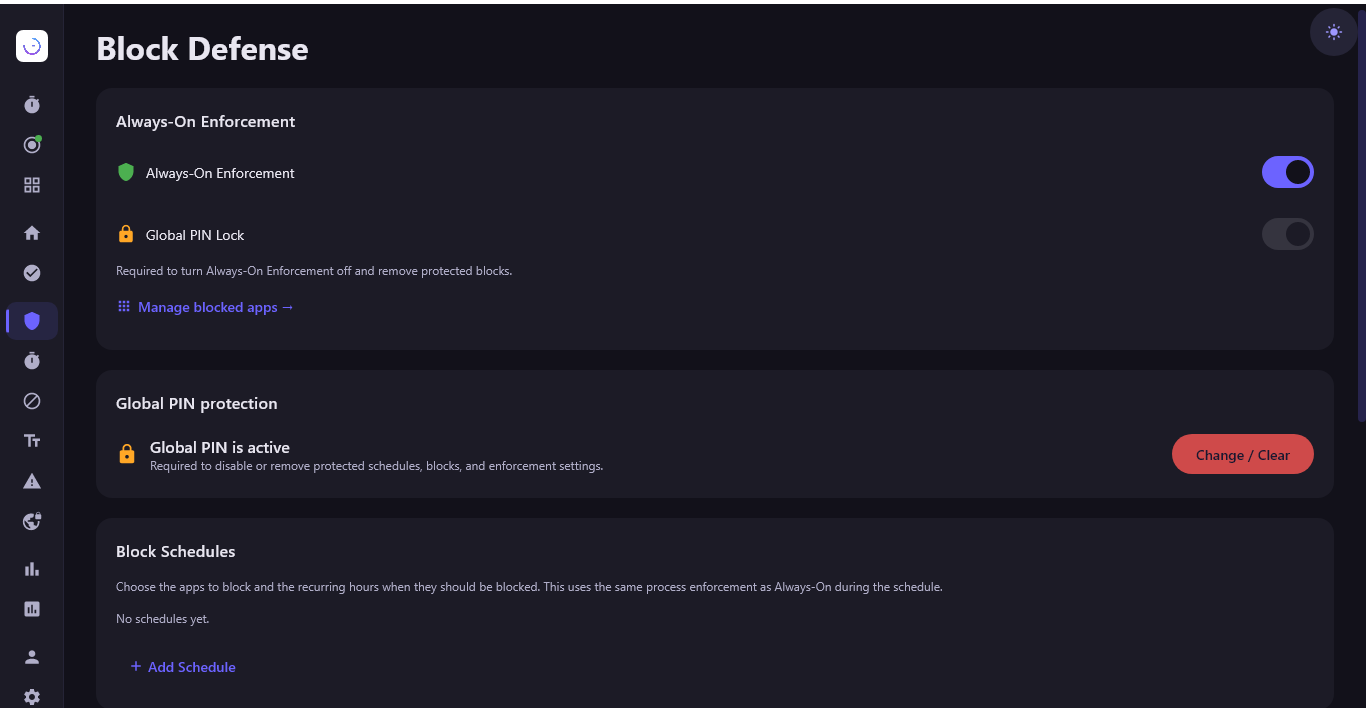 Block Defense
Always-On Enforcement
Always-On Enforcement
Global PIN Lock
Required to turn Always-On Enforcement off and remove protected blocks.
Manage blocked apps →
Global PIN protection
Global PIN is active
Required to disable or remove protected schedules, blocks, and enforcement settings.
Change / Clear
Block Schedules
Choose the apps to block and the recurring hours when they should be blocked. This uses the same process enforcement as Always-On during the schedule.
No schedules yet.
+ Add Schedule